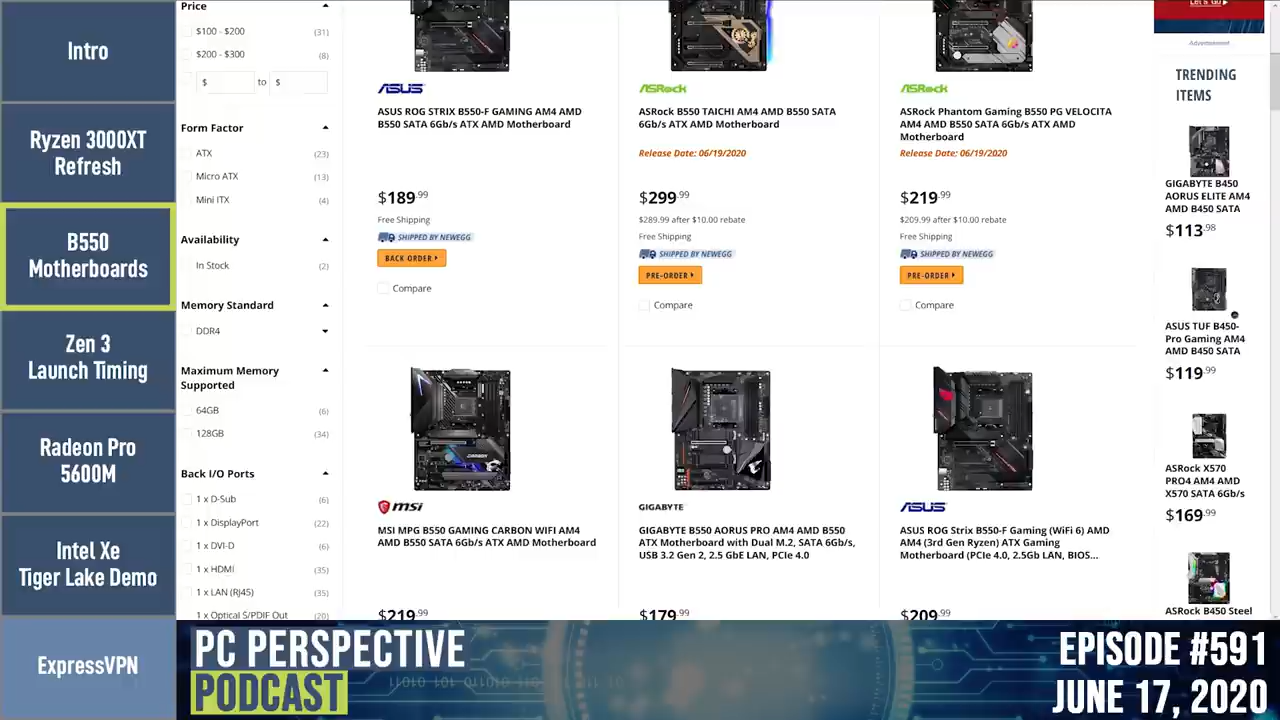 Intro
Ryzen 3000XT
Refresh
B550
Motherboards
Zen 3
Launch Timing
Radeon Pro
5600M
Intel Xe
Tiger Lake Demo
ExpressVPN
Price
$100 - $200 (31)
$200 - $300 (8)
$ to $
Form Factor
ATX (23)
Micro ATX (13)
Mini ITX (4)
Availability
In Stock (2)
Memory Standard
DDR4
Maximum Memory
Supported
64GB (6)
128GB (34)
Back I/O Ports
1 x D-Sub (6)
1 x DisplayPort (22)
1 x DVI-D (6)
1 x HDMI (35)
1 x LAN (RJ45) (35)
1 x Optical S/PDIF Out (20)
ASUS
ASUS ROG STRIX B550-F GAMING AM4 AMD
B550 SATA 6Gb/s ATX AMD Motherboard
$189.99
Free Shipping
SHIPPED BY NEWEGG
BACK ORDER
Compare
ASRock
ASRock B550 TAICHI AM4 AMD B550 SATA
6Gb/s ATX AMD Motherboard
Release Date: 06/19/2020
$299.99
$289.99 after $10.00 rebate
Free Shipping
SHIPPED BY NEWEGG
PRE-ORDER
Compare
ASRock
ASRock Phantom Gaming B550 PG VELOCITA
AM4 AMD B550 SATA 6Gb/s ATX AMD
Motherboard
Release Date: 06/19/2020
$219.99
$209.99 after $10.00 rebate
Free Shipping
SHIPPED BY NEWEGG
PRE-ORDER
Compare
msi
MSI MPG B550 GAMING CARBON WIFI AM4
AMD B550 SATA 6Gb/s ATX AMD Motherboard
$219.99
GIGABYTE
GIGABYTE B550 AORUS PRO AM4 AMD B550
ATX Motherboard with Dual M.2, SATA 6Gb/s,
USB 3.2 Gen 2, 2.5 GbE LAN, PCIe 4.0
$179.99
ASUS
ASUS ROG Strix B550-F Gaming (WiFi 6) AMD
AM4 (3rd Gen Ryzen) ATX Gaming
Motherboard (PCIe 4.0, 2.5Gb LAN, BIOS...
$209.99
Let's Go
Advertisement
TRENDING
ITEMS
GIGABYTE B450
AORUS ELITE AM4
AMD B450 SATA
$113.98
ASUS TUF B450-
Pro Gaming AM4
AMD B450 SATA
$119.99
ASRock X570
PRO4 AM4 AMD
X570 SATA 6Gb/s
$169.99
ASRock B450 Steel
PC PERSPECTIVE
PODCAST
EPISODE #591
JUNE 17, 2020